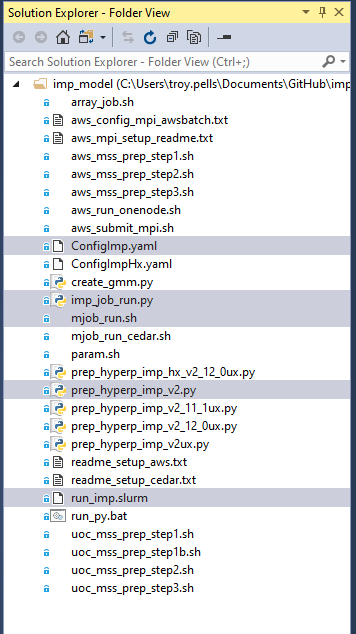 Solution Explorer - Folder View
Search Solution Explorer - Folder View (Ctrl+;)
imp_model (C:\Users\troy.pells\Documents\GitHub\imp
array_job.sh
aws_config_mpi_awsbatch.txt
aws_mpi_setup_readme.txt
aws_mss_prep_step1.sh
aws_mss_prep_step2.sh
aws_mss_prep_step3.sh
aws_run_onenode.sh
aws_submit_mpi.sh
ConfigImp.yaml
ConfigImpHx.yaml
create_gmm.py
imp_job_run.py
mjob_run.sh
mjob_run_cedar.sh
param.sh
prep_hyperp_imp_hx_v2_12_0ux.py
prep_hyperp_imp_v2.py
prep_hyperp_imp_v2_11_1ux.py
prep_hyperp_imp_v2_12_0ux.py
prep_hyperp_imp_v2ux.py
readme_setup_aws.txt
readme_setup_cedar.txt
run_imp.slurm
run_py.bat
uoc_mss_prep_step1.sh
uoc_mss_prep_step1b.sh
uoc_mss_prep_step2.sh
uoc_mss_prep_step3.sh